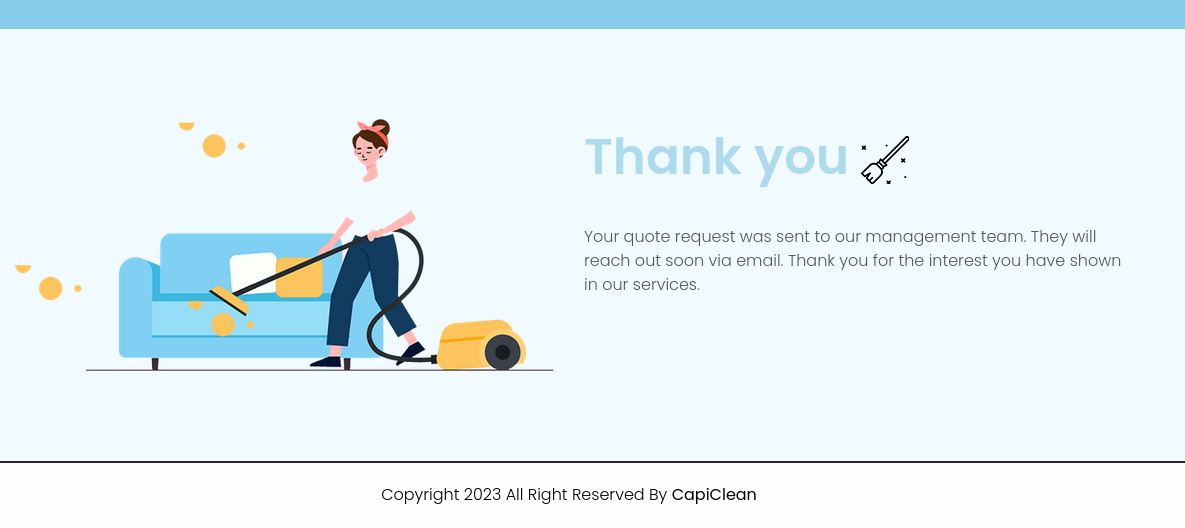 Thank you
Your quote request was sent to our management team. They will
reach out soon via email. Thank you for the interest you have shown
in our services.
Copyright 2023 All Right Reserved By CapiClean